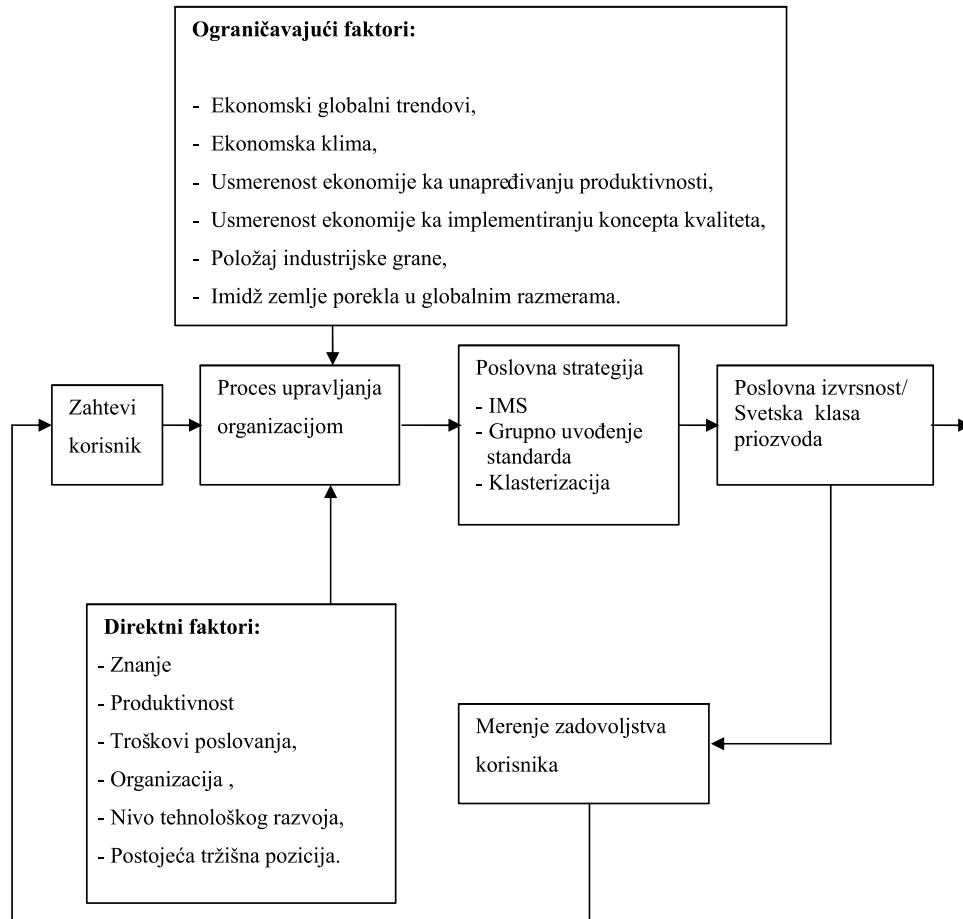 Ograničavajući faktori:
- Ekonomski globalni trendovi,
- Ekonomska klima,
- Usmerenost ekonomije ka unapređivanju produktivnosti,
- Usmerenost ekonomije ka implementiranju koncepta kvaliteta,
- Položaj industrijske grane,
- Imidž zemlje porekla u globalnim razmerama.
Zahtevi
korisnik
Proces upravljanja
organizacijom
Poslovna strategija
- IMS
- Grupno uvođenje
standarda
- Klasterizacija
Poslovna izvrsnost/
Svetska klasa
priozvoda
Direktni faktori:
- Znanje
- Produktivnost
- Troškovi poslovanja,
- Organizacija ,
- Nivo tehnološkog razvoja,
- Postojeća tržišna pozicija.
Merenje zadovoljstva
korisnika